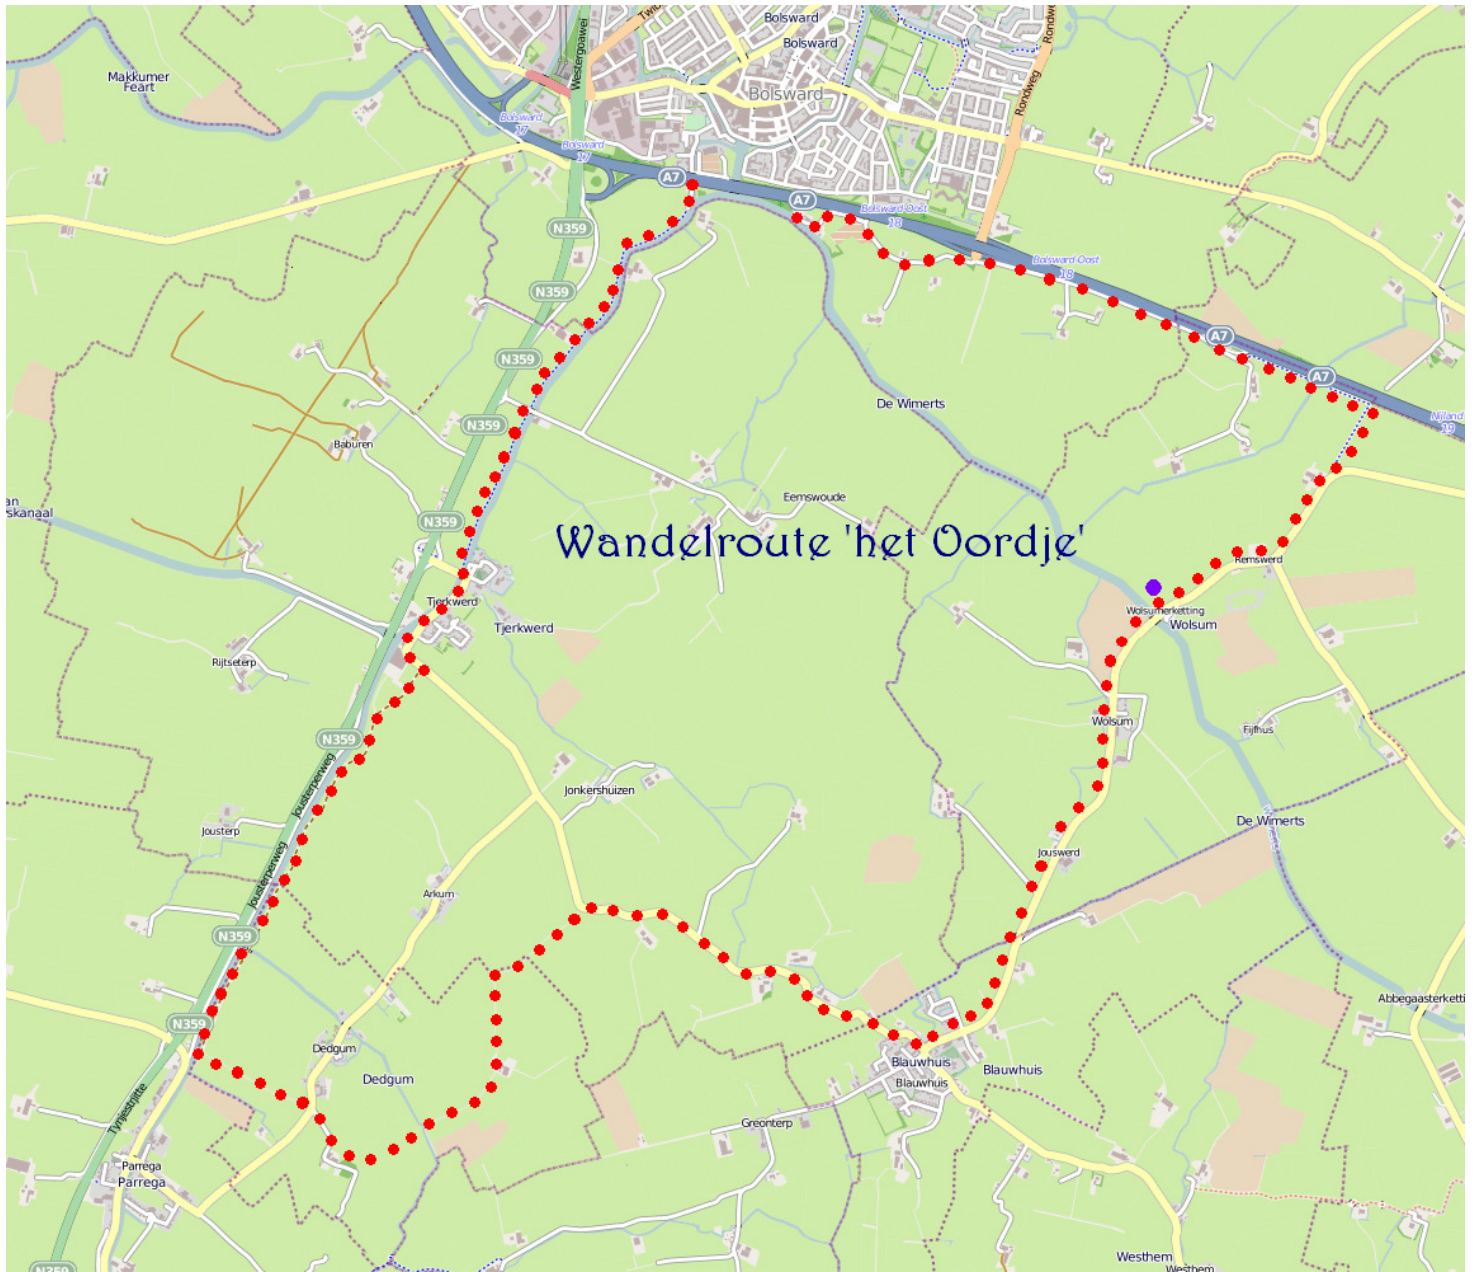 Bolsward
Bolsward
Bolsward
Westergoawei
Rondweg
Makkumer
Feart
Bolsward
17
Bolsward
17
A7
A7
Bolsward-Oost
18
N359
Bolsward-Oost
18
N359
A7
N359
A7
De Wimerts
Nijland
19
N359
Baburen
Eemswoude
N359
Wandelroute 'het Oordje'
Remswerd
Tjerkwerd
Tjerkwerd
Wolsumerketting
Wolsum
Rijtseterp
Wolsum
Fijfhus
N359
Jousterperweg
Jonkershuizen
Jousterp
De Wimerts
Jouswerd
Jousterperweg
Arkum
N359
Abbegaasterketti
N359
Dedgum
Blauwhuis
Blauwhuis
Dedgum
Blauwhuis
Greonterp
Parrega
Parrega
Westhem
Westhem
N359